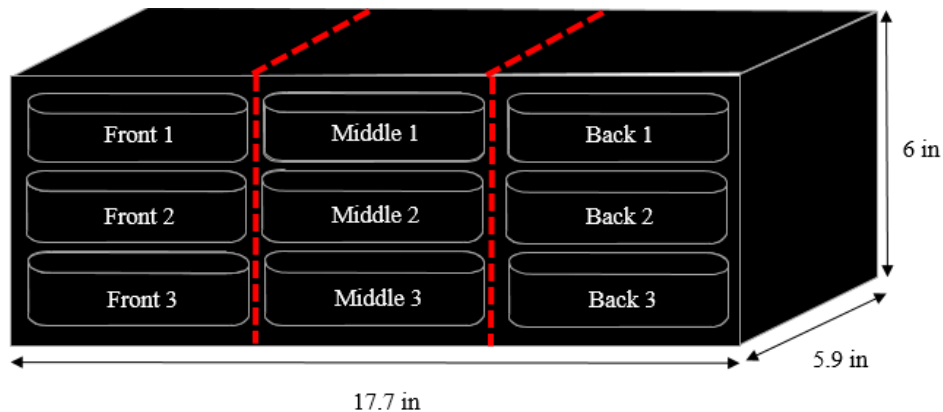 Front 1
Middle 1
Back 1
6 in
Front 2
Middle 2
Back 2
Front 3
Middle 3
Back 3
5.9 in
17.7 in